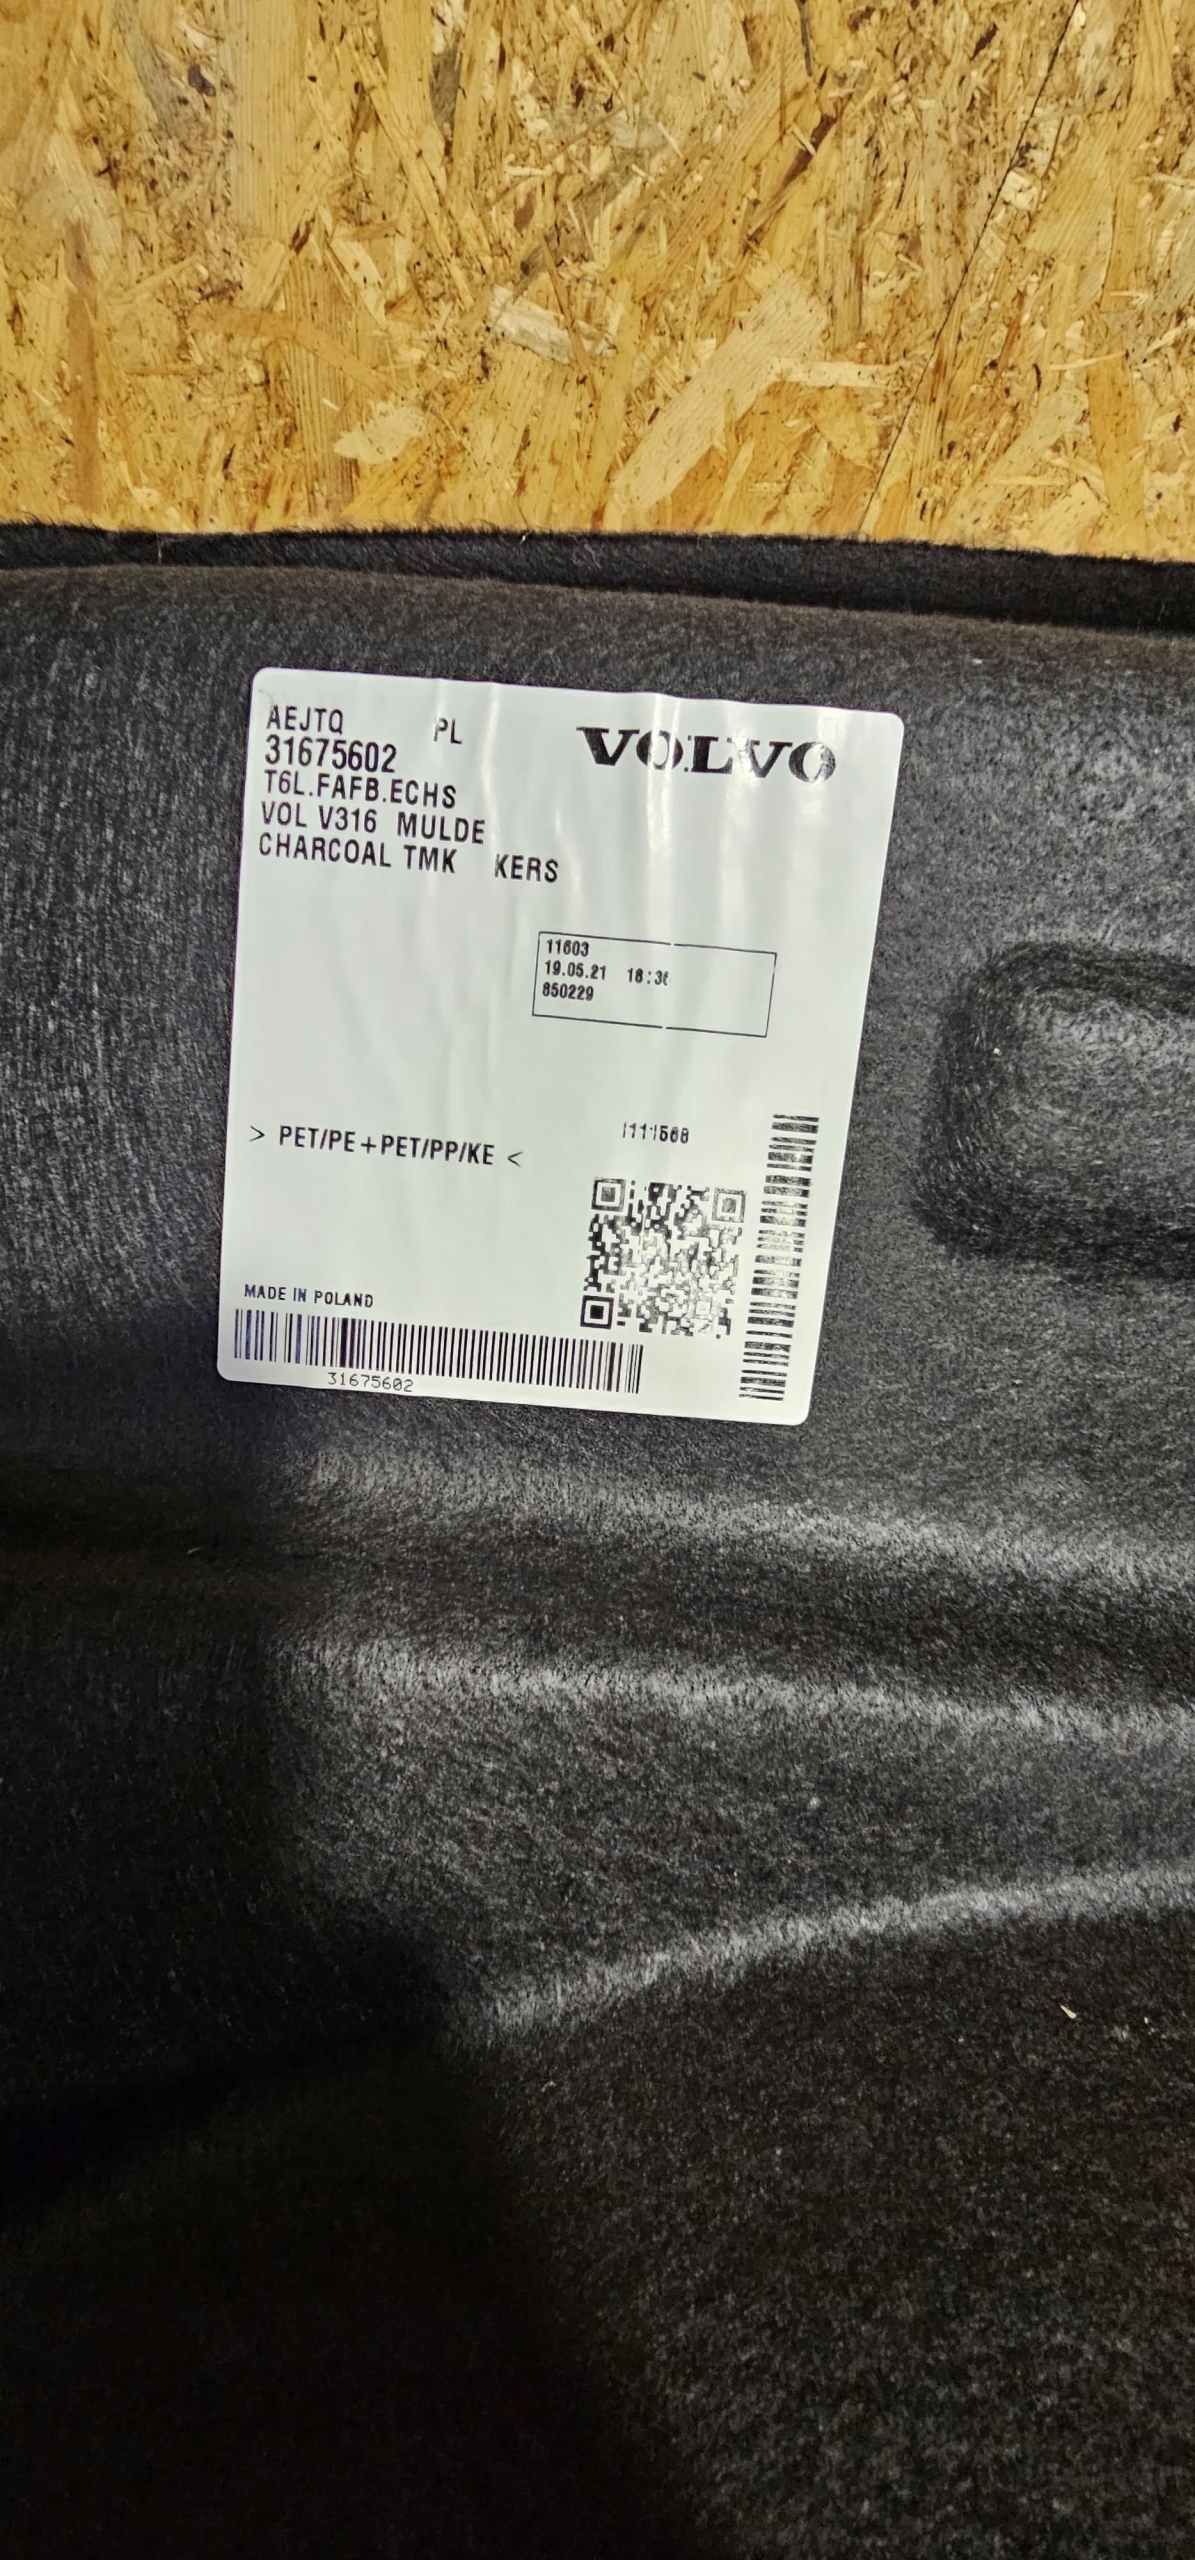 AEJTQ PL
VOLVO
31675602
T6L.FAFB.ECHS
VOL V316 MULDE
CHARCOAL TMK KERS
11603
19.05.21
850229
> PET/PE+PET/PP/KE <
MADE IN POLAND
31675602